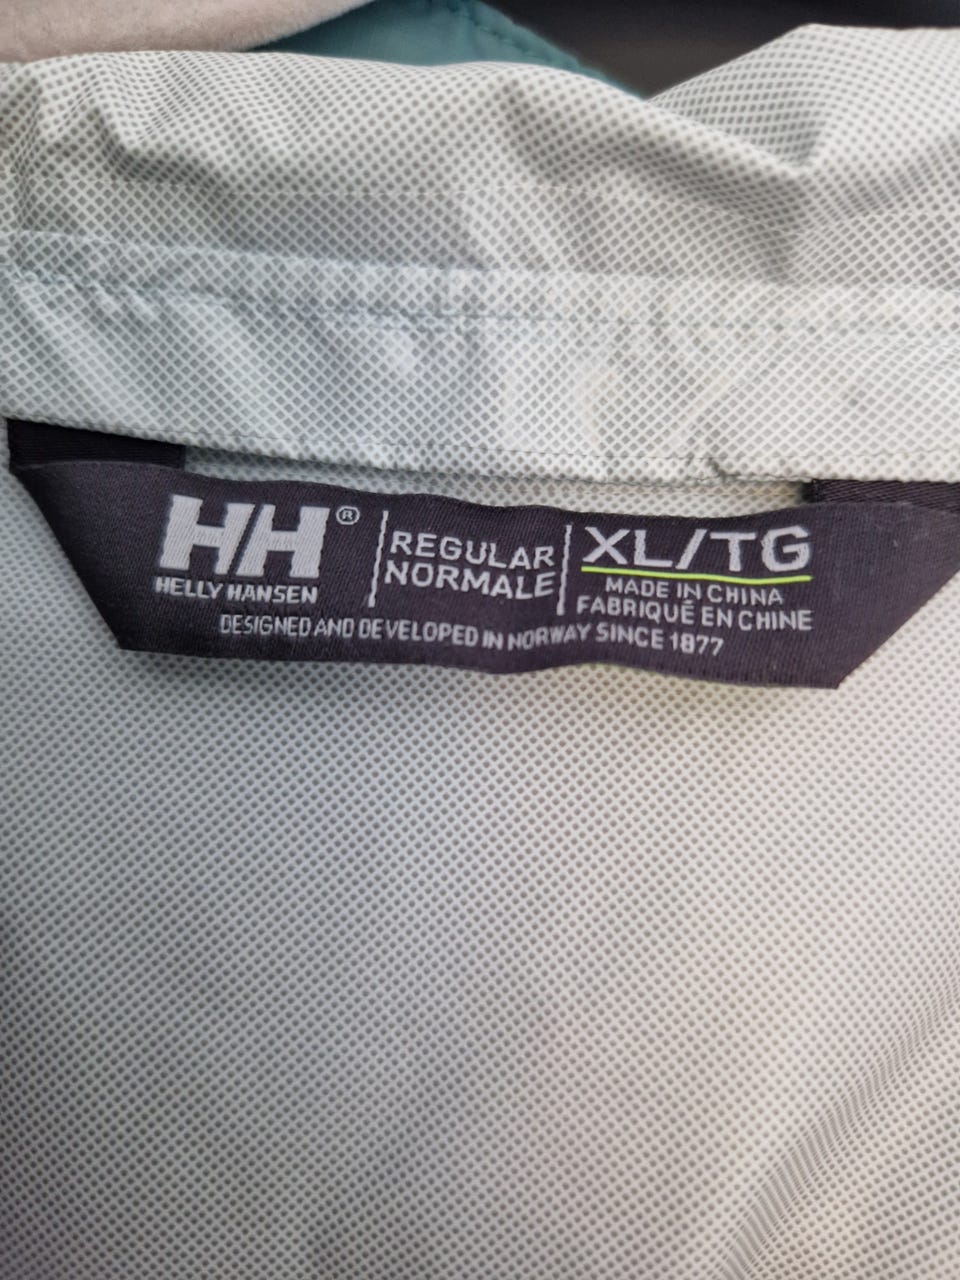 HH®
HELLY HANSEN
REGULAR
NORMALE
XL/TG
MADE IN CHINA
FABRIQUÉ EN CHINE
DESIGNED AND DEVELOPED IN NORWAY SINCE 1877